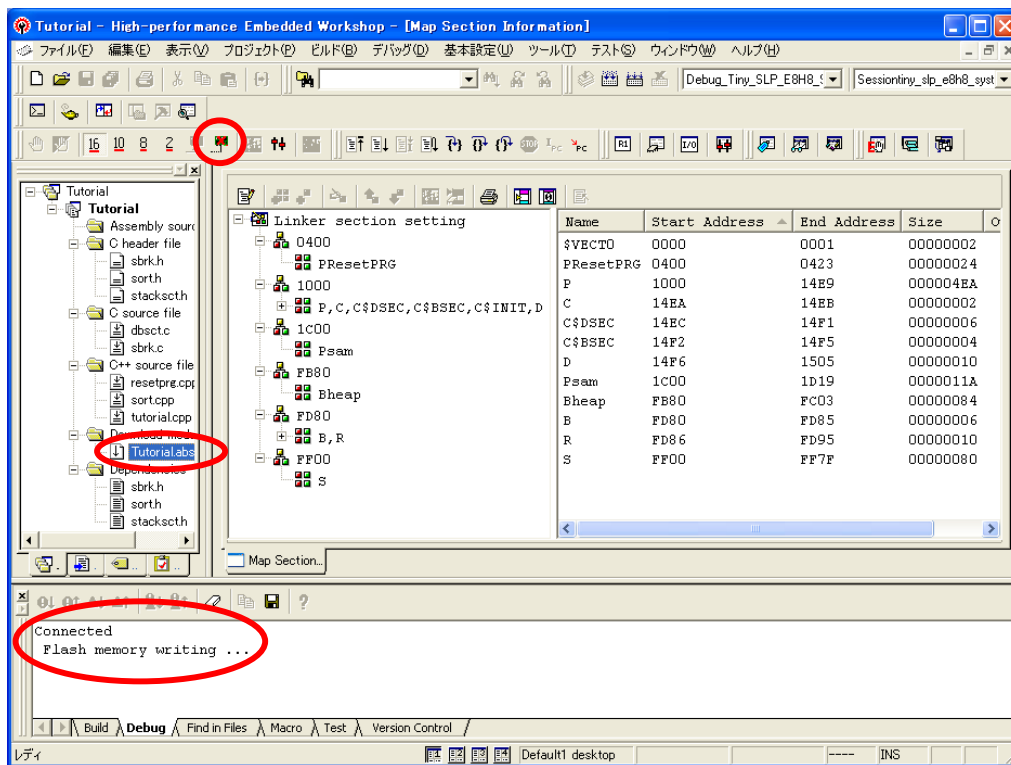 Tutorial - High-performance Embedded Workshop - [Map Section Information]
ファイル(F) 編集(E) 表示(V) プロジェクト(P) ビルド(B) デバッグ(D) 基本設定(U) ツール(T) テスト(S) ウィンドウ(W) ヘルプ(H)
Debug_Tiny_SLP_E8H8_ Sessiontiny_slp_e8h8_syst
16 10 8 2 STOP PC PC R1 I/O
Tutorial
Tutorial
Assembly sourc
C header file
sbrk.h
sort.h
stacksct.h
C source file
dbsct.c
sbrk.c
C++ source file
resetprg.cpp
sort.cpp
tutorial.cpp
Download modu
Tutorial.abs
Dependencies
sbrk.h
sort.h
stacksct.h
Linker section setting
0400
PResetPRG
1000
P,C,C$DSEC,C$BSEC,C$INIT,D
1C00
Psam
FB80
Bheap
FD80
B,R
FF00
S
Name Start Address End Address Size O
$VECT0 0000 0001 00000002
PResetPRG 0400 0423 00000024
P 1000 14E9 000004EA
C 14EA 14EB 00000002
C$DSEC 14EC 14F1 00000006
C$BSEC 14F2 14F5 00000004
D 14F6 1505 00000010
Psam 1C00 1D19 0000011A
Bheap FB80 FC03 00000084
B FD80 FD85 00000006
R FD86 FD95 00000010
S FF00 FF7F 00000080
Map Section...
Connected
Flash memory writing ...
Build Debug Find in Files Macro Test Version Control
レディ Default1 desktop ---- INS